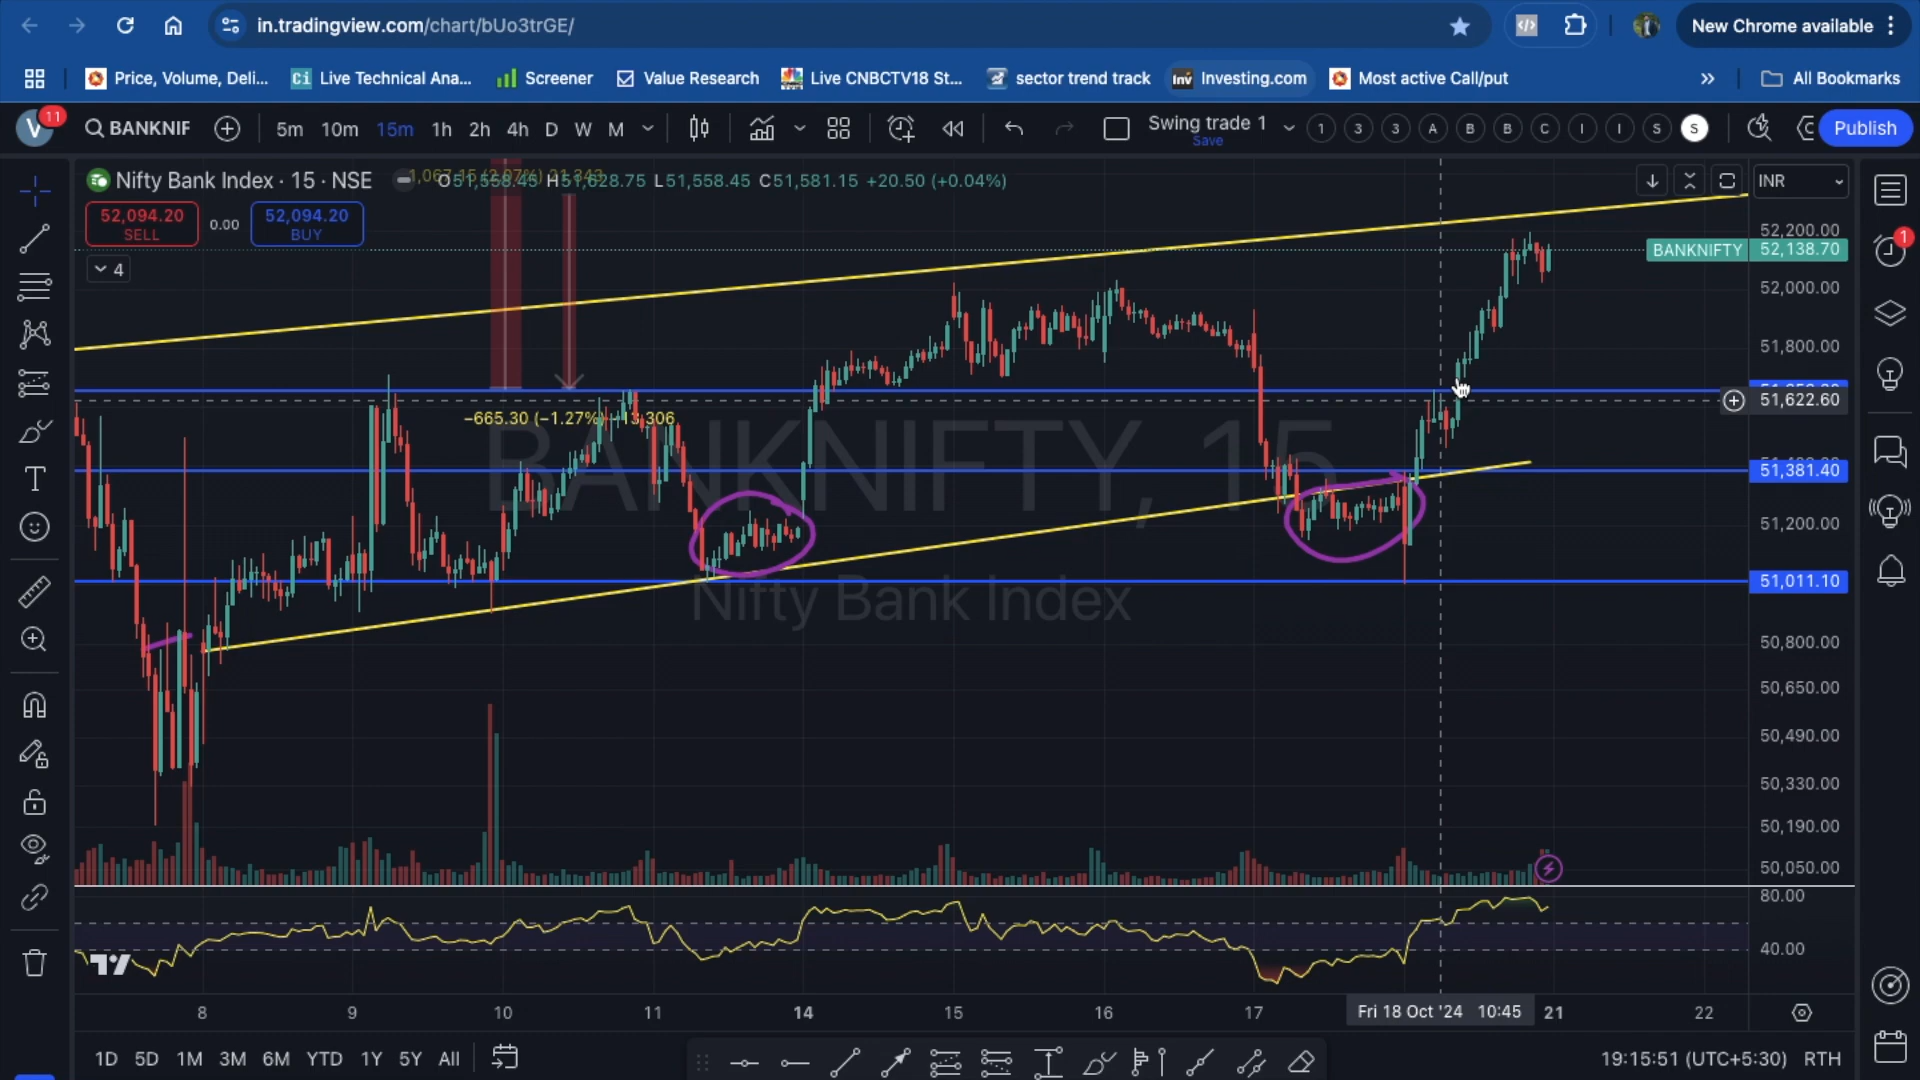 in.tradingview.com/chart/bUo3trGE/
New Chrome available
Price, Volume, Deli...
Live Technical Ana...
Screener
Value Research
Live CNBCTV18 St...
sector trend track
Investing.com
Most active Call/put
All Bookmarks
V 11
BANKNIF
5m 10m 15m 1h 2h 4h D W M
Swing trade 1
Save
1 3 3 A B B C I I S S
Publish
Nifty Bank Index · 15 · NSE
O51,558.45 H51,628.75 L51,558.45 C51,581.15 +20.50 (+0.04%)
INR
52,094.20
SELL
0.00
52,094.20
BUY
4
52,200.00
BANKNIFTY 52,138.70
52,000.00
51,800.00
51,622.60
−665.30 (−1.27%)
BANKNIFTY, 15
Nifty Bank Index
51,381.40
51,200.00
51,011.10
50,800.00
50,650.00
50,490.00
50,330.00
50,190.00
50,050.00
80.00
40.00
8 9 10 11 14 15 16 17 Fri 18 Oct '24 10:45 21 22
1D 5D 1M 3M 6M YTD 1Y 5Y All
19:15:51 (UTC+5:30) RTH